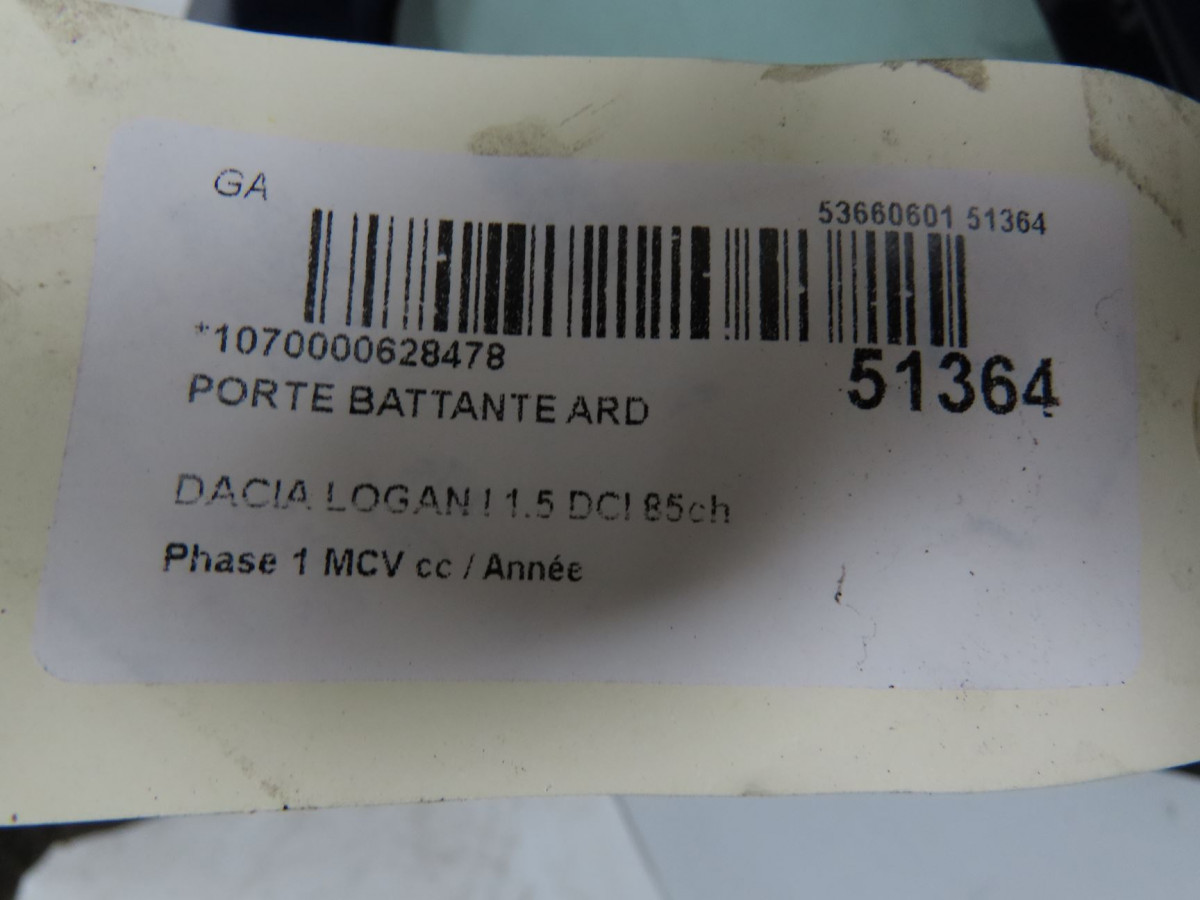 GA
53660601 51364
*1070000628478
51364
PORTE BATTANTE ARD
DACIA LOGAN I 1.5 DCI 85ch
Phase 1 MCV cc / Année